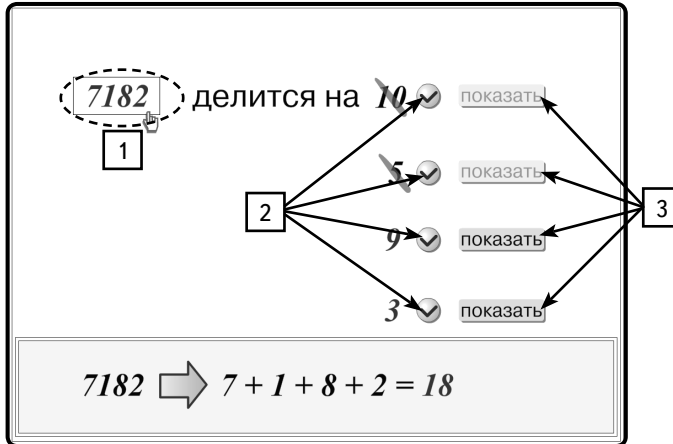 7182 делится на 10 показать
1
5 показать
2
3
9 показать
3 показать
7182 7 + 1 + 8 + 2 = 18